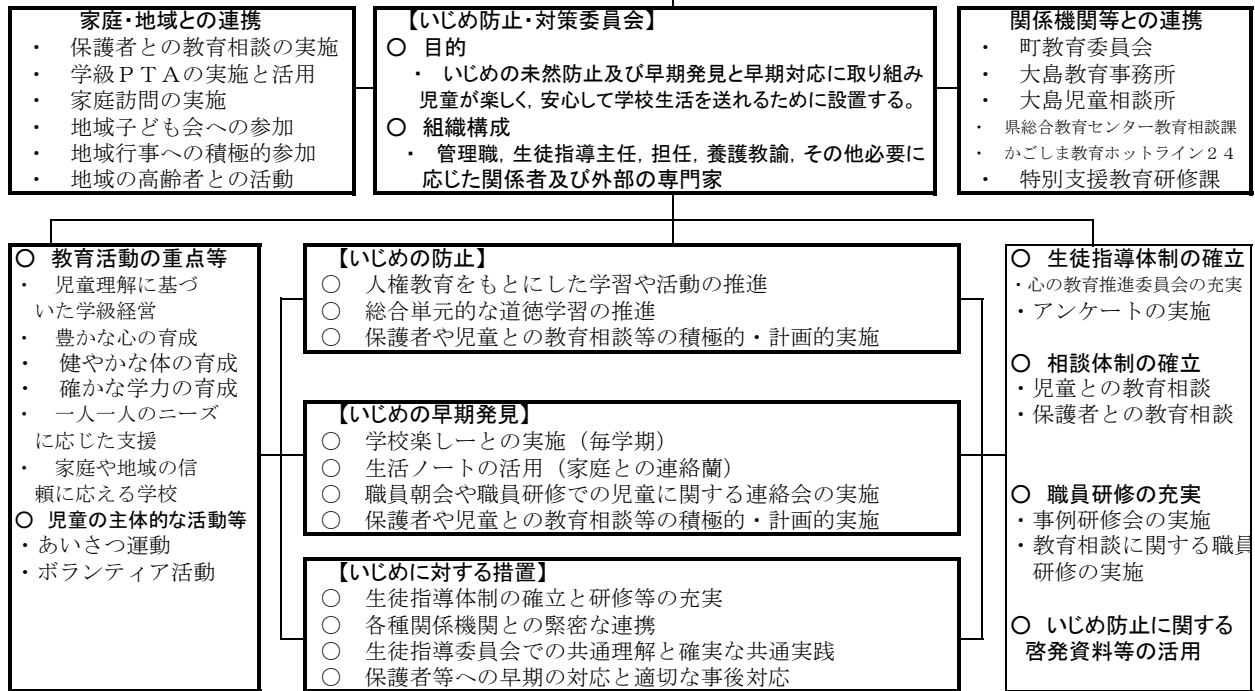 家庭・地域との連携
・ 保護者との教育相談の実施
・ 学級ＰＴＡの実施と活用
・ 家庭訪問の実施
・ 地域子ども会への参加
・ 地域行事への積極的参加
・ 地域の高齢者との活動
【いじめ防止・対策委員会】
○ 目的
・ いじめの未然防止及び早期発見と早期対応に取り組み
児童が楽しく，安心して学校生活を送れるために設置する。
○ 組織構成
・ 管理職，生徒指導主任，担任，養護教諭，その他必要に
応じた関係者及び外部の専門家
関係機関等との連携
・ 町教育委員会
・ 大島教育事務所
・ 大島児童相談所
・ 県総合教育センター教育相談課
・ かごしま教育ホットライン２４
・ 特別支援教育研修課
○ 教育活動の重点等
・ 児童理解に基づ
いた学級経営
・ 豊かな心の育成
・ 健やかな体の育成
・ 確かな学力の育成
・ 一人一人のニーズ
に応じた支援
・ 家庭や地域の信
頼に応える学校
○ 児童の主体的な活動等
・あいさつ運動
・ボランティア活動
【いじめの防止】
○ 人権教育をもとにした学習や活動の推進
○ 総合単元的な道徳学習の推進
○ 保護者や児童との教育相談等の積極的・計画的実施
【いじめの早期発見】
○ 学校楽しーとの実施（毎学期）
○ 生活ノートの活用（家庭との連絡蘭）
○ 職員朝会や職員研修での児童に関する連絡会の実施
○ 保護者や児童との教育相談等の積極的・計画的実施
【いじめに対する措置】
○ 生徒指導体制の確立と研修等の充実
○ 各種関係機関との緊密な連携
○ 生徒指導委員会での共通理解と確実な共通実践
○ 保護者等への早期の対応と適切な事後対応
○ 生徒指導体制の確立
・心の教育推進委員会の充実
・アンケートの実施
○ 相談体制の確立
・児童との教育相談
・保護者との教育相談
○ 職員研修の充実
・事例研修会の実施
・教育相談に関する職員
研修の実施
○ いじめ防止に関する
啓発資料等の活用